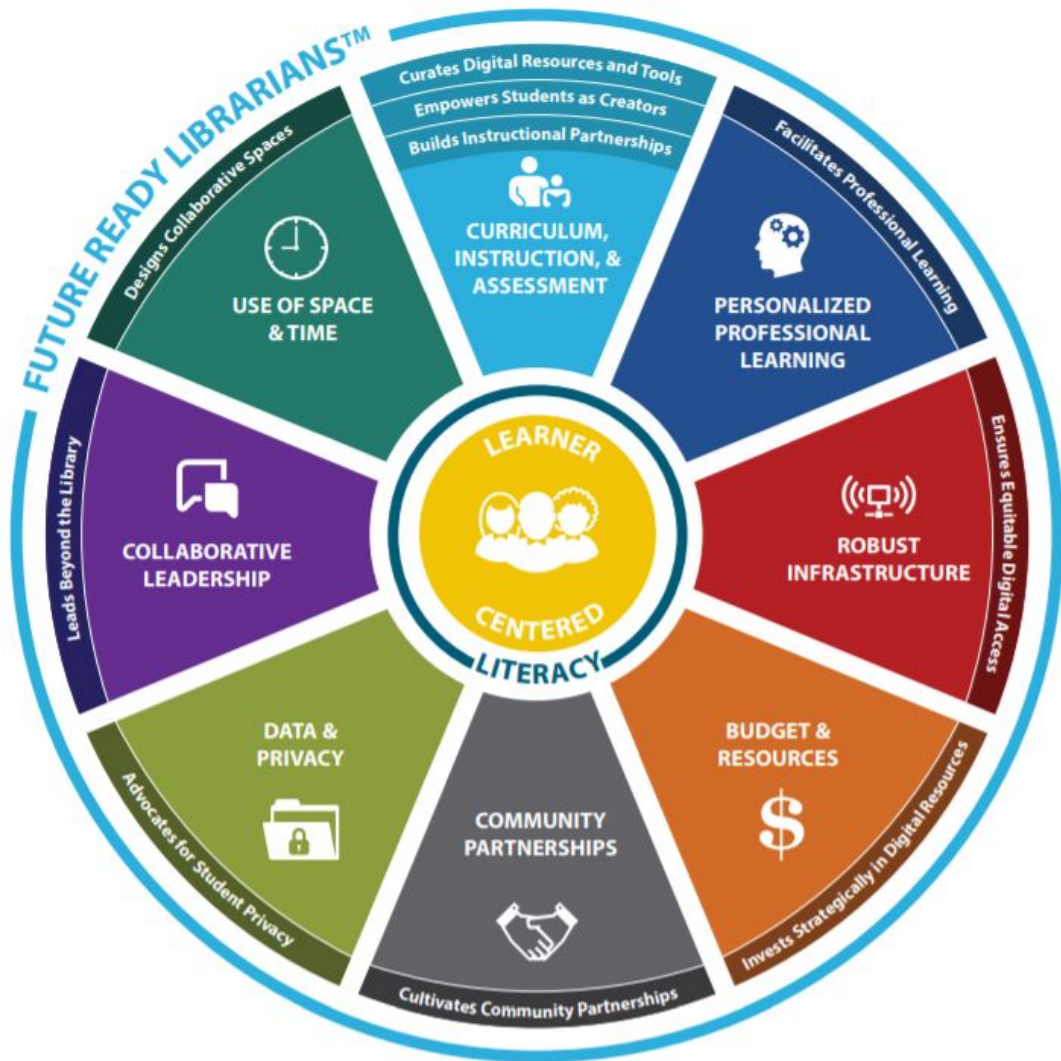 FUTURE READY LIBRARIANS™
Curates Digital Resources and Tools
Empowers Students as Creators
Builds Instructional Partnerships
CURRICULUM,
INSTRUCTION, &
ASSESSMENT
Facilitates Professional Learning
PERSONALIZED
PROFESSIONAL
LEARNING
Ensures Equitable Digital Access
ROBUST
INFRASTRUCTURE
Invests Strategically in Digital Resources
BUDGET &
RESOURCES
$
Cultivates Community Partnerships
COMMUNITY
PARTNERSHIPS
Advocates for Student Privacy
DATA &
PRIVACY
Leads Beyond the Library
COLLABORATIVE
LEADERSHIP
Designs Collaborative Spaces
USE OF SPACE
& TIME
LEARNER
CENTERED
LITERACY